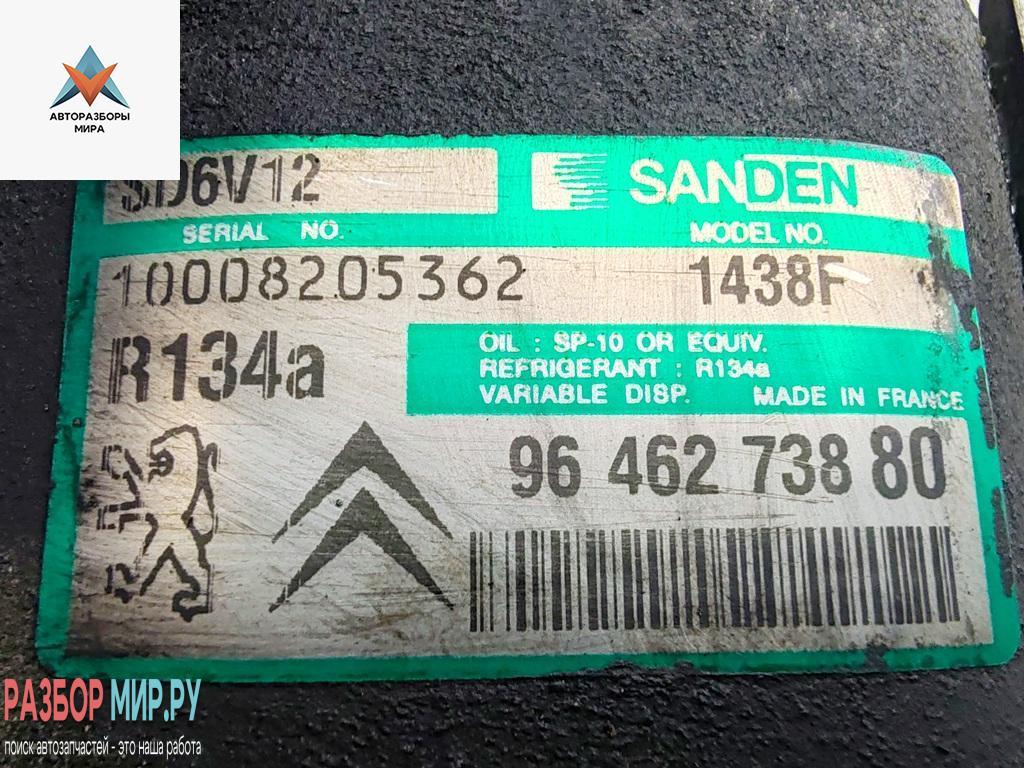 АВТОРАЗБОРЫ
МИРА
SD6V12
SANDEN
SERIAL NO.
MODEL NO.
10008205362
1438F
R134a
OIL : SP-10 OR EQUIV.
REFRIGERANT : R134a
VARIABLE DISP. MADE IN FRANCE
96 462 738 80
РАЗБОР МИР.РУ
поиск автозапчастей - это наша работа